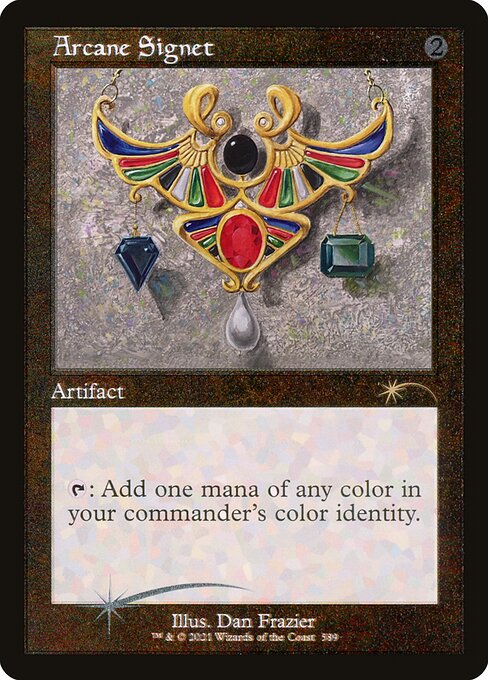 Arcane Signet 2
Artifact
: Add one mana of any color in
your commander's color identity.
Illus. Dan Frazier
™ & © 2021 Wizards of the Coast 589